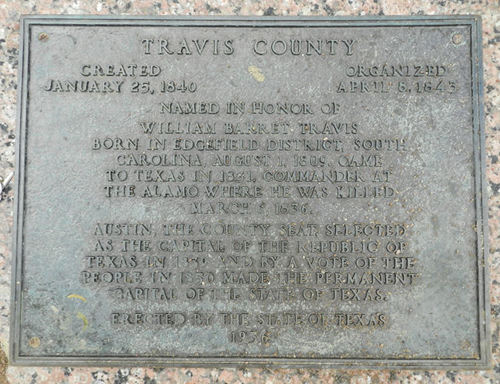 TRAVIS COUNTY
CREATED ORGANIZED
JANUARY 25, 1840 APRIL 8, 1843
NAMED IN HONOR OF
WILLIAM BARRET TRAVIS
BORN IN EDGEFIELD DISTRICT, SOUTH
CAROLINA, AUGUST 1, 1809. CAME
TO TEXAS IN 1831, COMMANDER AT
THE ALAMO WHERE HE WAS KILLED
MARCH 6, 1836.
AUSTIN, THE COUNTY SEAT, SELECTED
AS THE CAPITAL OF THE REPUBLIC OF
TEXAS IN 1839 AND BY A VOTE OF THE
PEOPLE IN 1850 MADE THE PERMANENT
CAPITAL OF THE STATE OF TEXAS.
ERECTED BY THE STATE OF TEXAS
1936